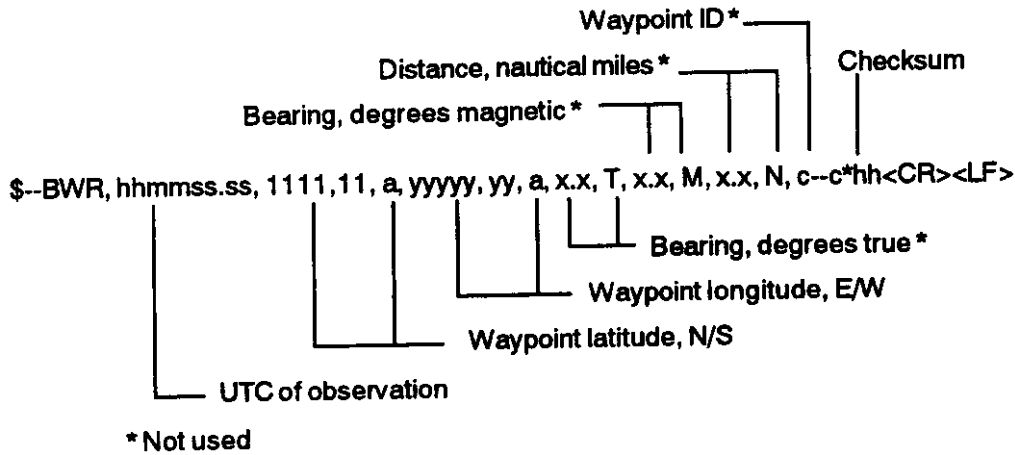 Waypoint ID*
Distance, nautical miles*
Checksum
Bearing, degrees magnetic*
$--BWR, hhmmss.ss, 1111,11, a, yyyyy, yy, a, x.x, T, x.x, M, x.x, N, c--c*hh<CR><LF>
Bearing, degrees true*
Waypoint longitude, E/W
Waypoint latitude, N/S
UTC of observation
*Not used